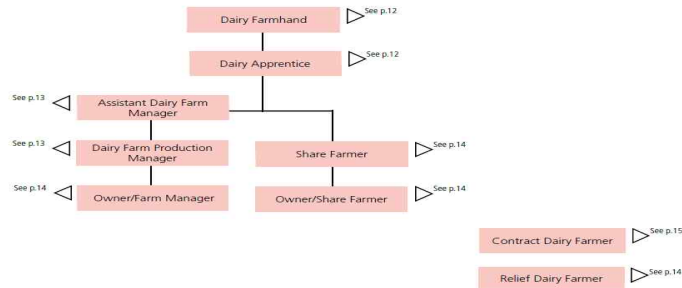 Dairy Farmhand
See p.12
Dairy Apprentice
See p.12
See p.13
Assistant Dairy Farm
Manager
See p.13
Dairy Farm Production
Manager
Share Farmer
See p.14
See p.14
Owner/Farm Manager
Owner/Share Farmer
See p.14
Contract Dairy Farmer
See p.15
Relief Dairy Farmer
See p.14